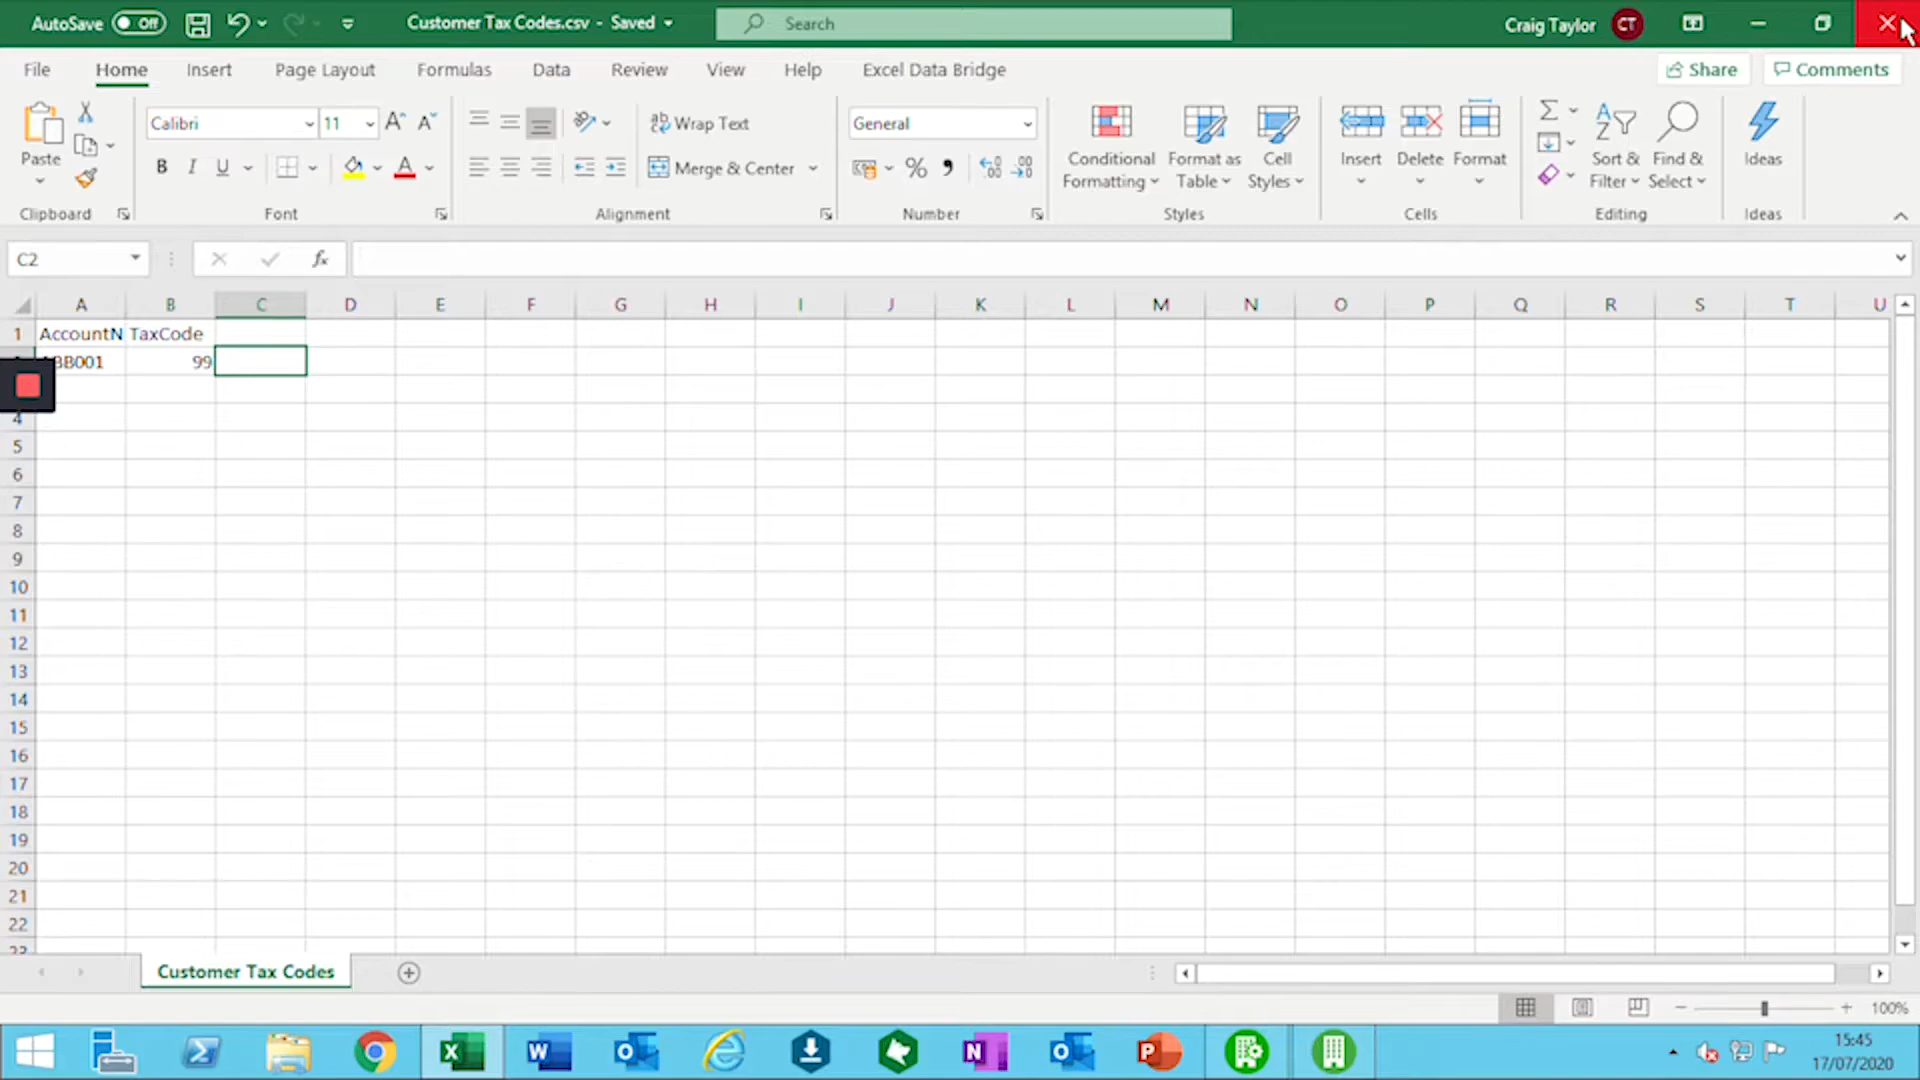 AutoSave Off Customer Tax Codes.csv - Saved Search Craig Taylor CT
File Home Insert Page Layout Formulas Data Review View Help Excel Data Bridge Share Comments
Paste
Calibri 11
B I U
Wrap Text
Merge & Center
General
Conditional Formatting
Format as Table
Cell Styles
Insert
Delete
Format
Sort & Filter
Find & Select
Ideas
Clipboard Font Alignment Number Styles Cells Editing Ideas
C2 fx
A B C D E F G H I J K L M N O P Q R S T U
1 AccountN TaxCode
BB001 99
4
5
6
7
8
9
10
11
12
13
14
15
16
17
18
19
20
21
22
Customer Tax Codes
100%
15:45
17/07/2020